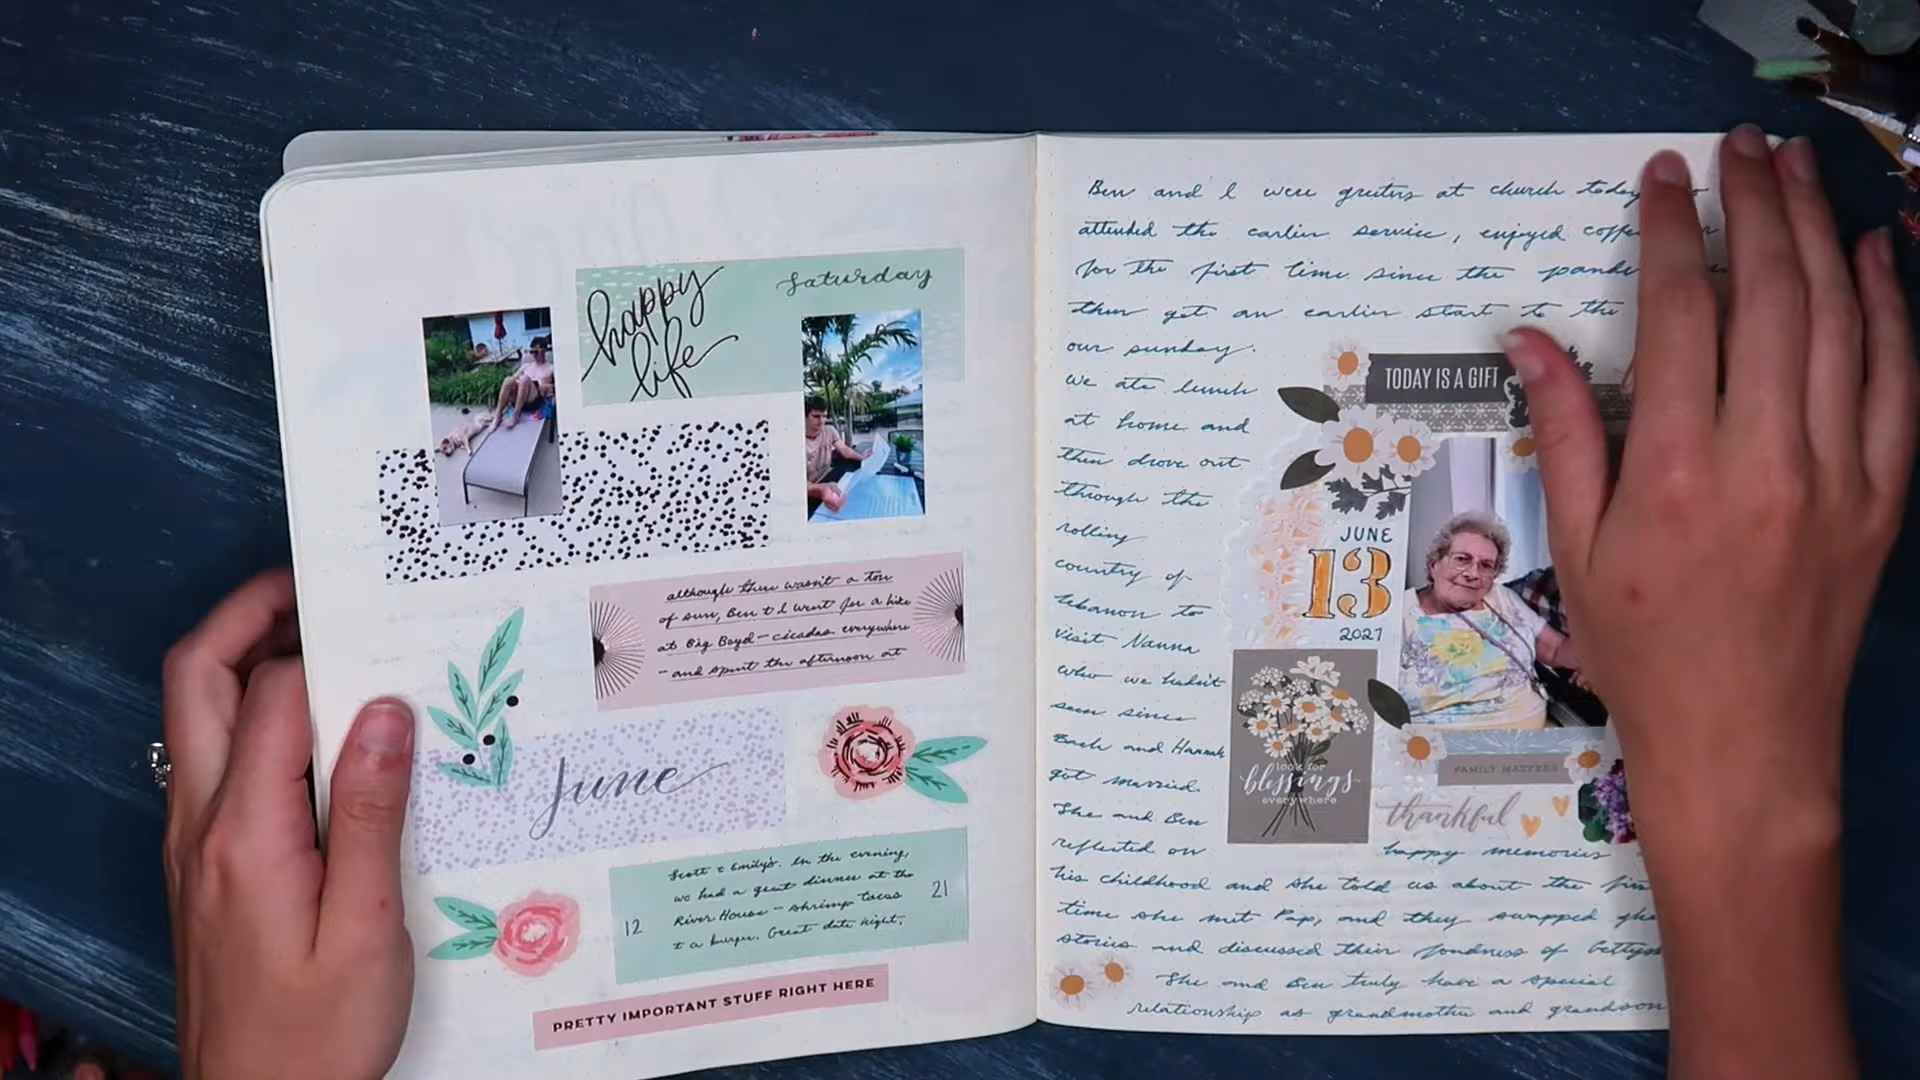 happy
life
Saturday
although there wasn't a ton
of sun, Ben & I went for a hike
at Big Boyd - cicadas everywhere
- and spent the afternoon at
June
12
Scott & Emily's. In the evening,
we had a great dinner at the
River House - shrimp tacos
& a burger. Great date night.
21
PRETTY IMPORTANT STUFF RIGHT HERE
Ben and I were greeters at church today
attended the earlier service, enjoyed
for the first time since the
then got an earlier start to the
our sunday.
We ate lunch
at home and
then drove out
through the
rolling
country of
Lebanon to
visit Nanna
who we hadn't
seen since
Zach and Hannah
got married.
She and Ben
reflected on
happy memories
his childhood and she told us about the
time she met Pap, and they swapped
stories and discussed their fondness of
She and Ben truly have a special
relationship as grandmother and grandson
TODAY IS A GIFT
JUNE
13
2021
look for
blessings
everywhere
FAMILY MATTERS
thankful